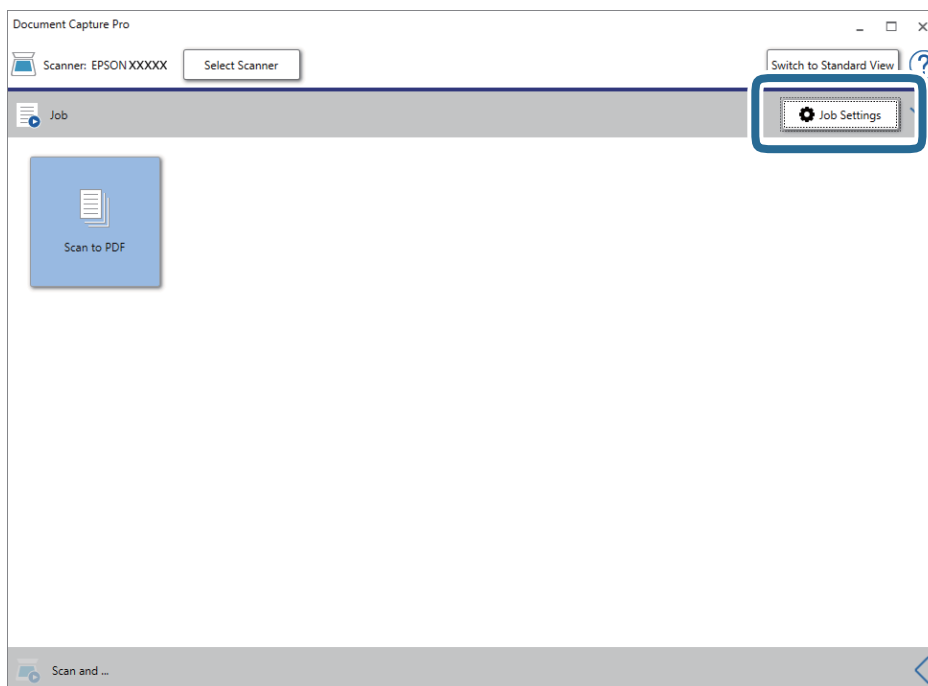 Document Capture Pro
Scanner: EPSON XXXXX Select Scanner Switch to Standard View ?
Job Job Settings
Scan to PDF
Scan and ...